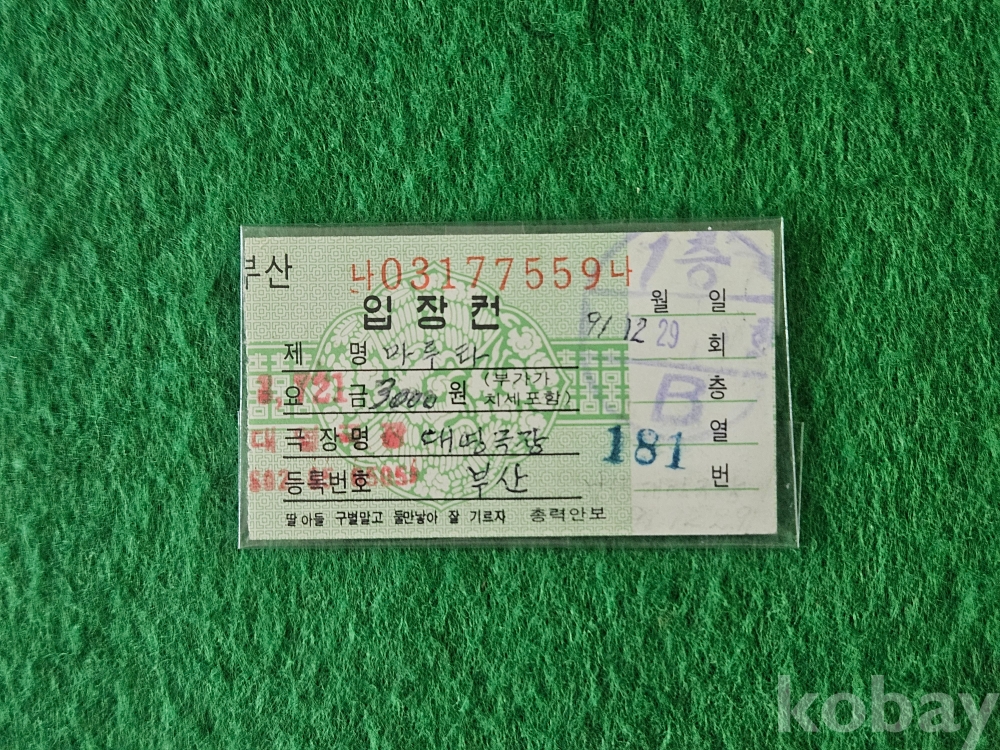 부산
나03177559나
입장컨
제 명 마루타
요 금 3000 원 (부가가치세포함)
극장명 대명극장
등록번호 부산
딸아들 구별말고 둘만낳아 잘 기르자 총력안보
1층
월 일
91 12 29
회
층
B
181 열
번
kobay